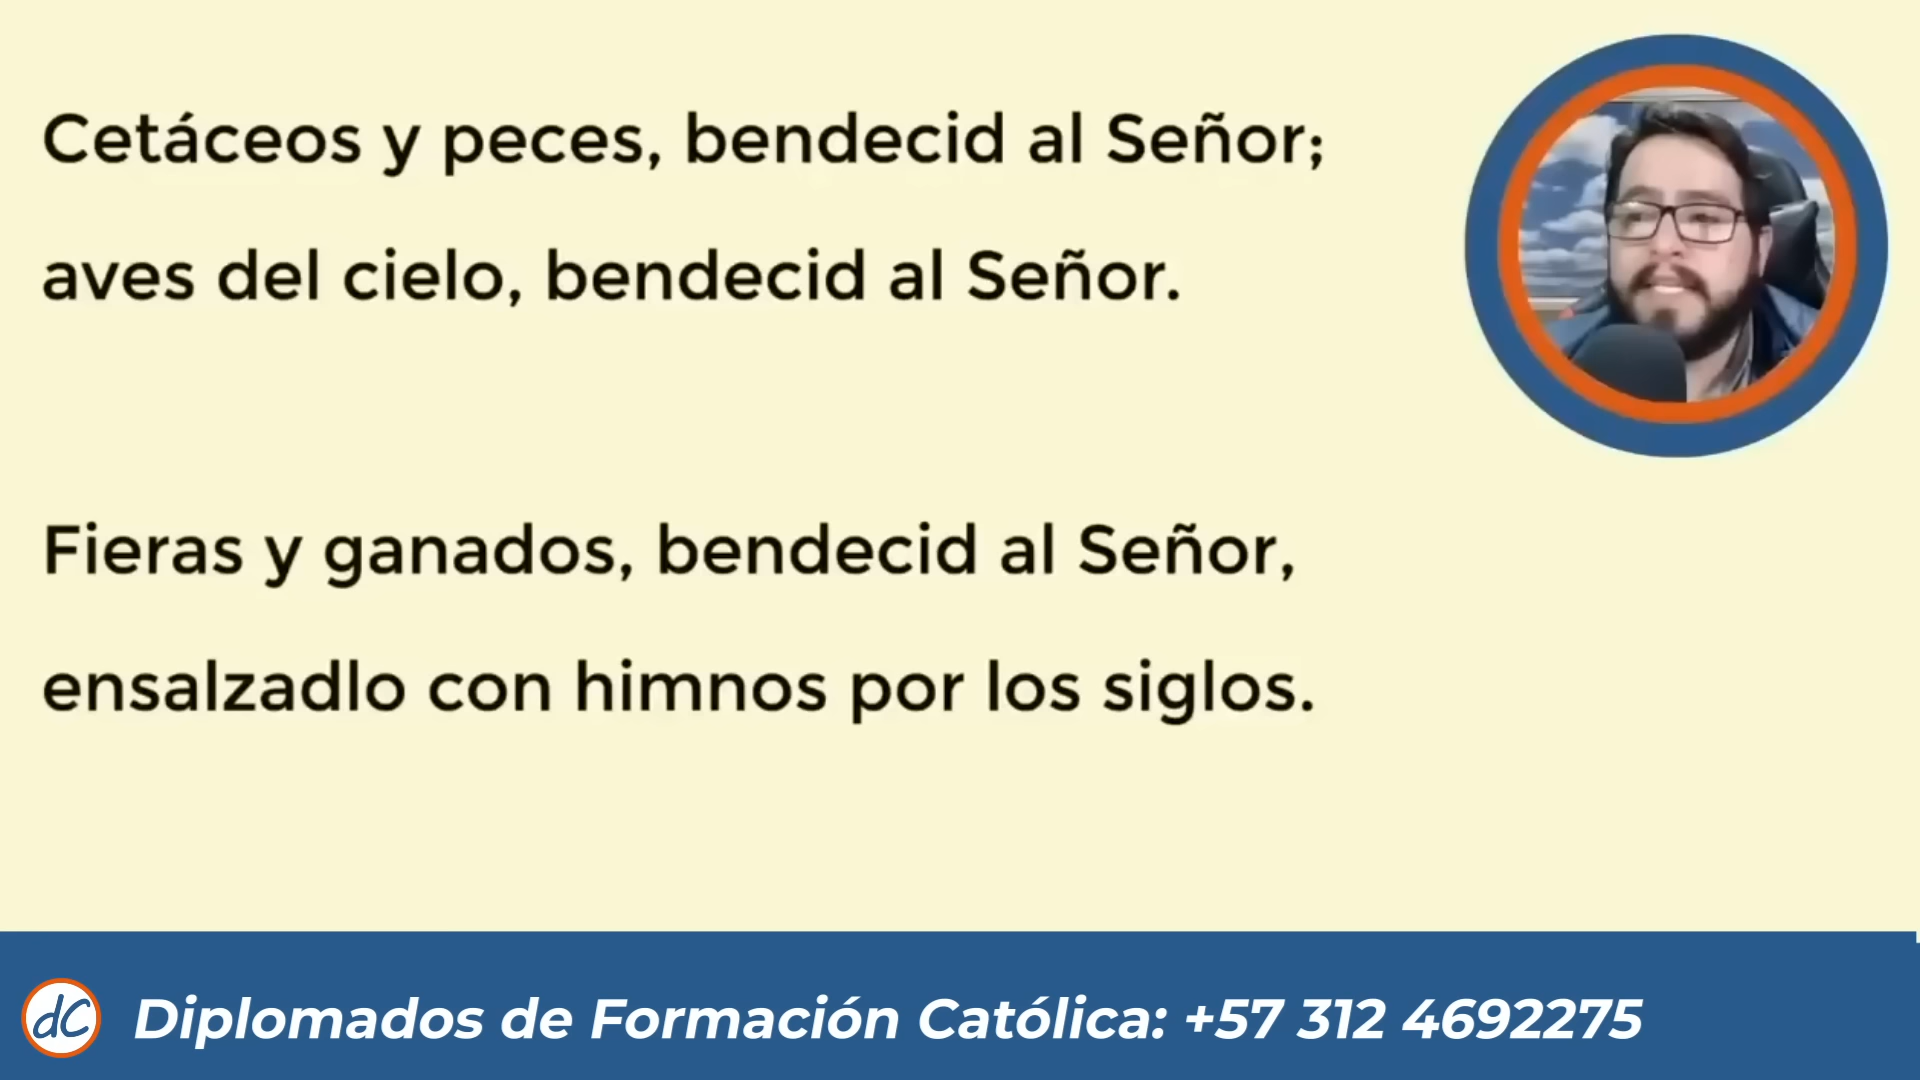 Cetáceos y peces, bendecid al Señor;
aves del cielo, bendecid al Señor.
Fieras y ganados, bendecid al Señor,
ensalzadlo con himnos por los siglos.
dC Diplomados de Formación Católica: +57 312 4692275